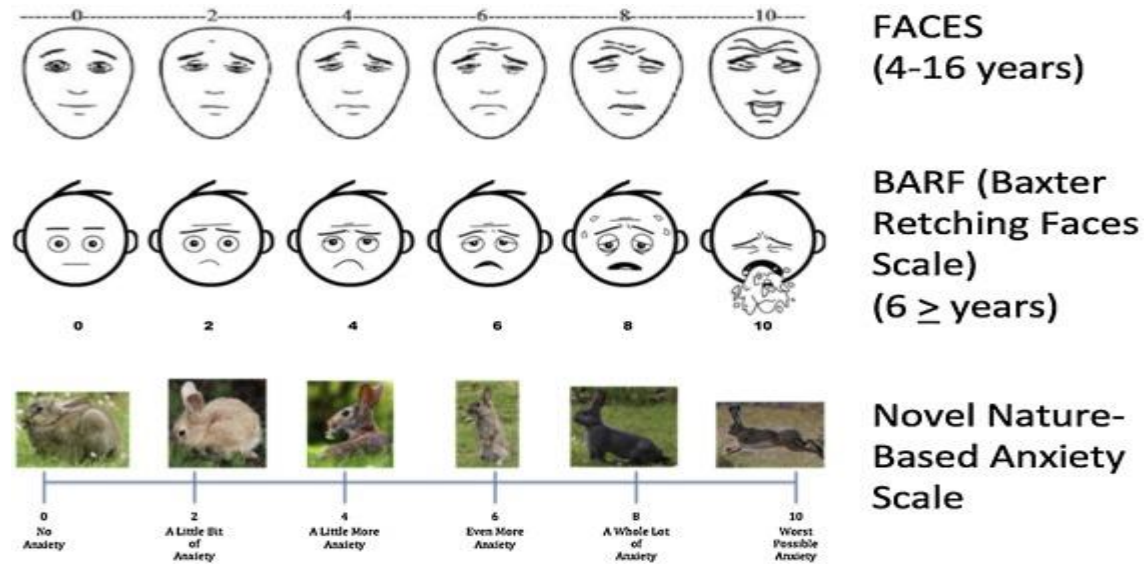 0 2 4 6 8 10
FACES
(4-16 years)
BARF (Baxter
Retching Faces
Scale)
(6 ≥ years)
0 2 4 6 8 10
Novel Nature-
Based Anxiety
Scale
0 2 4 6 8 10
No A Little Bit A Little More Even More A Whole Lot Worst
Anxiety of Anxiety Anxiety of Possible
Anxiety Anxiety Anxiety